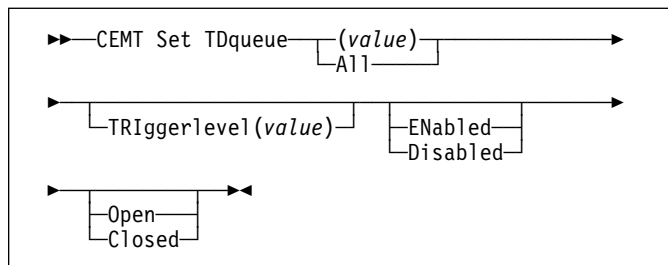 CEMT Set TDqueue (value)
All
TRIggerlevel(value) ENabled
Disabled
Open
Closed